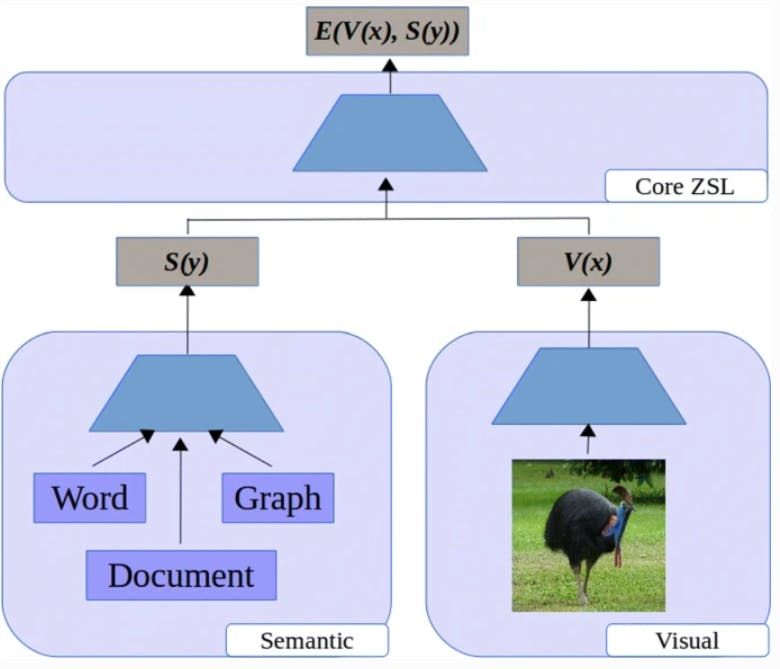 E(V(x), S(y))
Core ZSL
S(y)
V(x)
Word
Graph
Document
Semantic
Visual